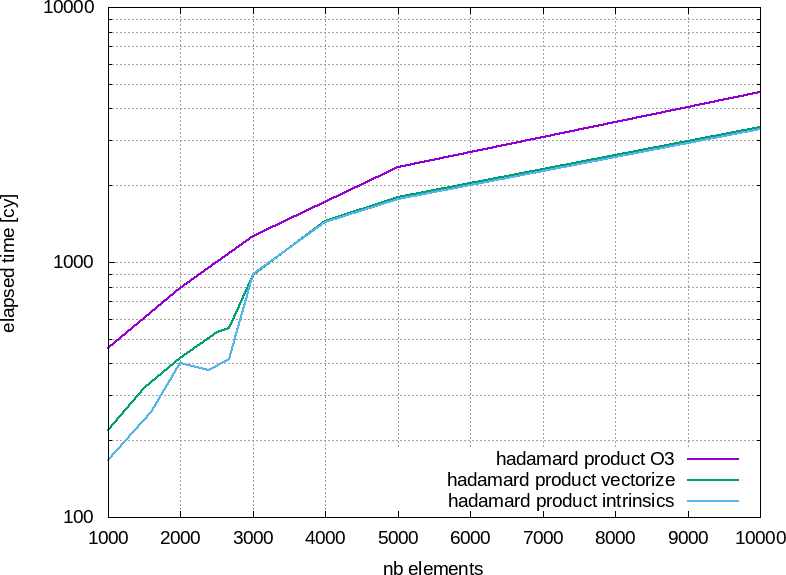 10000
1000
100
elapsed time [cy]
hadamard product O3
hadamard product vectorize
hadamard product intrinsics
1000 2000 3000 4000 5000 6000 7000 8000 9000 10000
nb elements